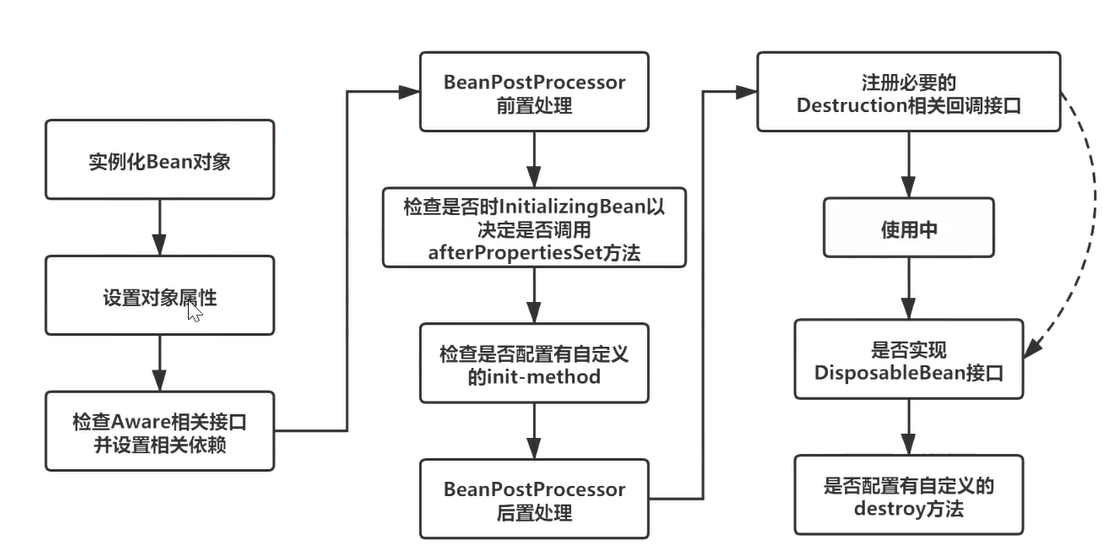 实例化Bean对象
设置对象属性
检查Aware相关接口
并设置相关依赖
BeanPostProcessor
前置处理
检查是否时InitializingBean以
决定是否调用
afterPropertiesSet方法
检查是否配置有自定义
的init-method
BeanPostProcessor
后置处理
注册必要的
Destruction相关回调接口
使用中
是否实现
DisposableBean接口
是否配置有自定义的
destroy方法